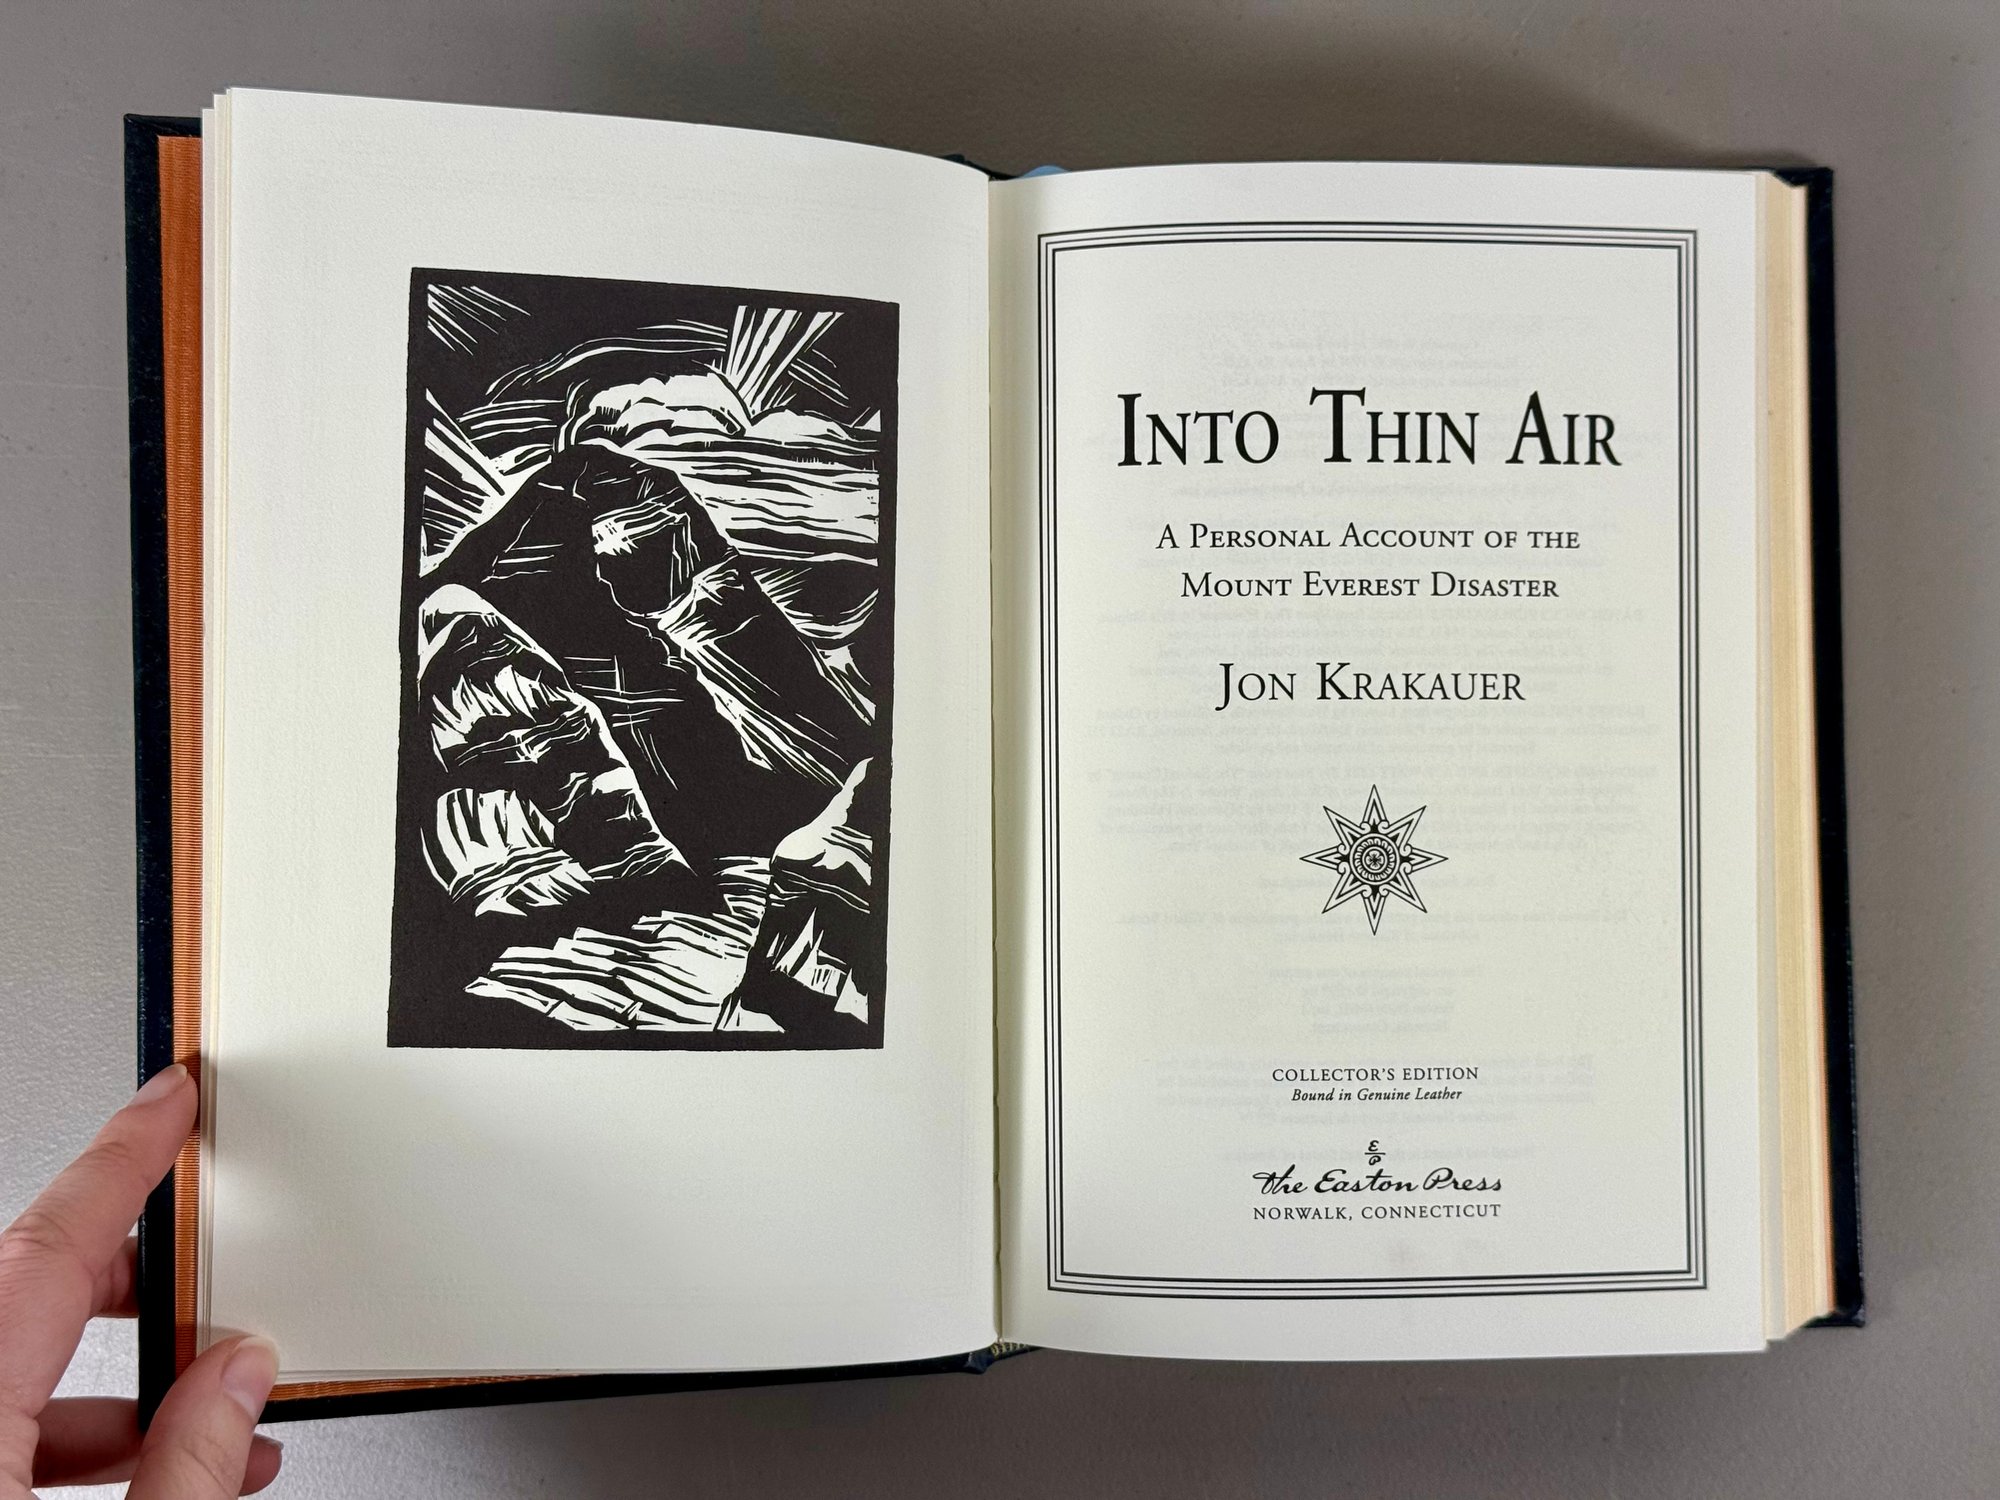 INTO THIN AIR
A PERSONAL ACCOUNT OF THE
MOUNT EVEREST DISASTER
JON KRAKAUER
COLLECTOR'S EDITION
Bound in Genuine Leather
E
P
The Easton Press
NORWALK, CONNECTICUT